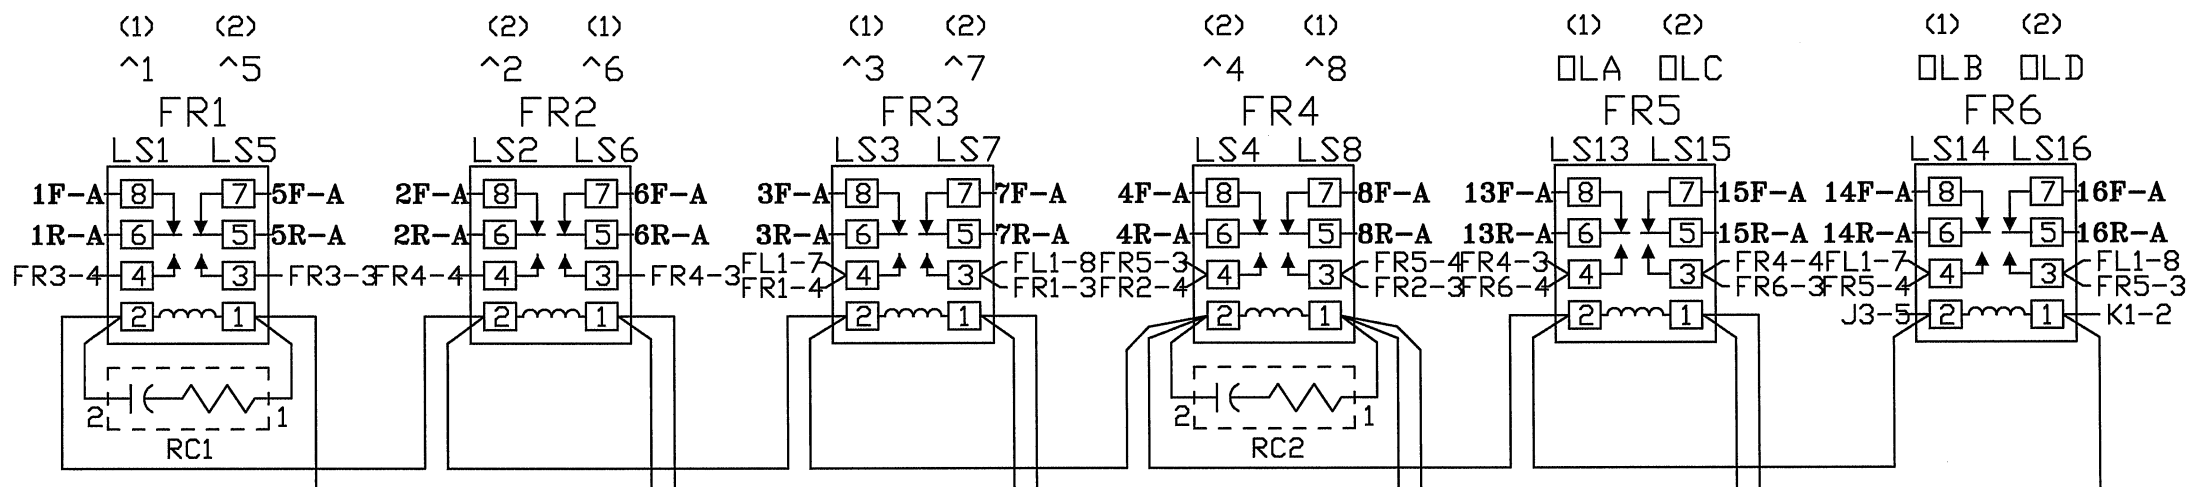 (1) (2) (2) (1) (1) (2) (2) (1) (1) (2) (1) (2)
^1 ^5 ^2 ^6 ^3 ^7 ^4 ^8 OLA OLC OLB OLD
FR1 FR2 FR3 FR4 FR5 FR6
LS1 LS5 LS2 LS6 LS3 LS7 LS4 LS8 LS13 LS15 LS14 LS16
1F-A 8 7 5F-A 2F-A 8 7 6F-A 3F-A 8 7 7F-A 4F-A 8 7 8F-A 13F-A 8 7 15F-A 14F-A 8 7 16F-A
1R-A 6 5 5R-A 2R-A 6 5 6R-A 3R-A 6 5 7R-A 4R-A 6 5 8R-A 13R-A 6 5 15R-A 14R-A 6 5 16R-A
FL1-7 FL1-8 FR5-3 FR5-4 FR4-3 FR4-4 FL1-7 FL1-8
FR3-4 4 3 FR3-3 FR4-4 4 3 FR4-3 4 3 4 3 4 3 4 3
FR1-4 FR1-3 FR2-4 FR2-3 FR6-4 FR6-3 FR5-4 FR5-3
2 1 2 1 2 1 2 1 2 1 J3-5 2 1 K1-2
2 1 2 1
RC1 RC2